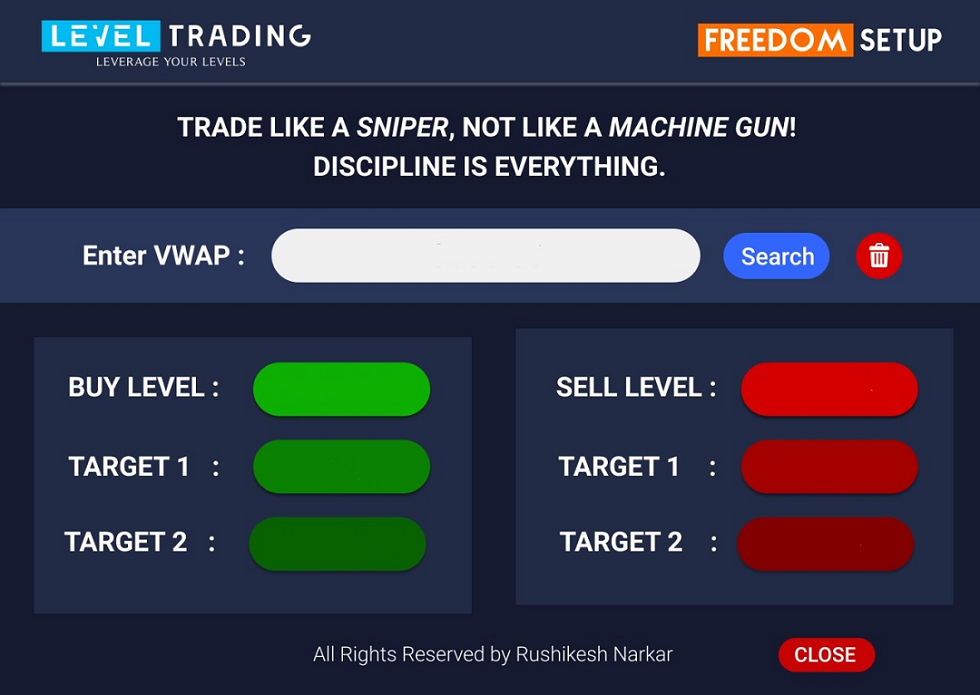 LEVEL TRADING
LEVERAGE YOUR LEVELS
FREEDOM SETUP
TRADE LIKE A SNIPER, NOT LIKE A MACHINE GUN!
DISCIPLINE IS EVERYTHING.
Enter VWAP :
Search
BUY LEVEL :
TARGET 1 :
TARGET 2 :
SELL LEVEL :
TARGET 1 :
TARGET 2 :
All Rights Reserved by Rushikesh Narkar
CLOSE